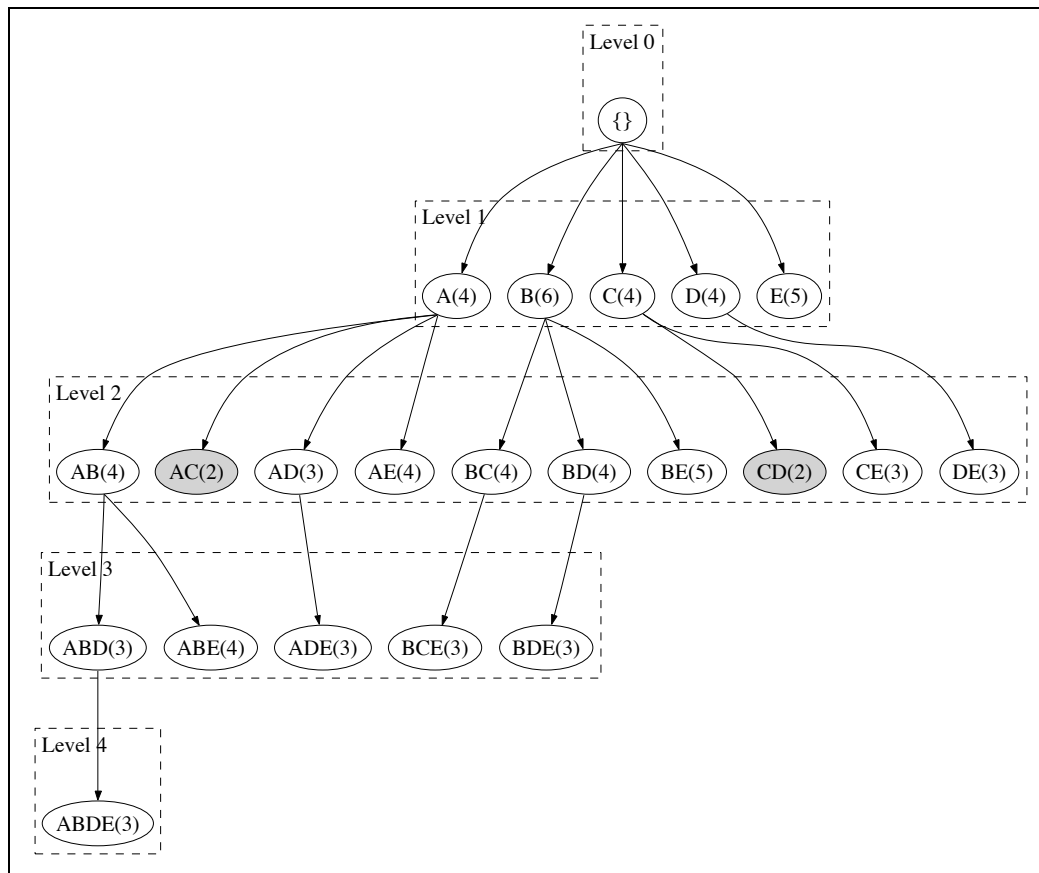 Level 0
{}
Level 1
A(4) B(6) C(4) D(4) E(5)
Level 2
AB(4) AC(2) AD(3) AE(4) BC(4) BD(4) BE(5) CD(2) CE(3) DE(3)
Level 3
ABD(3) ABE(4) ADE(3) BCE(3) BDE(3)
Level 4
ABDE(3)